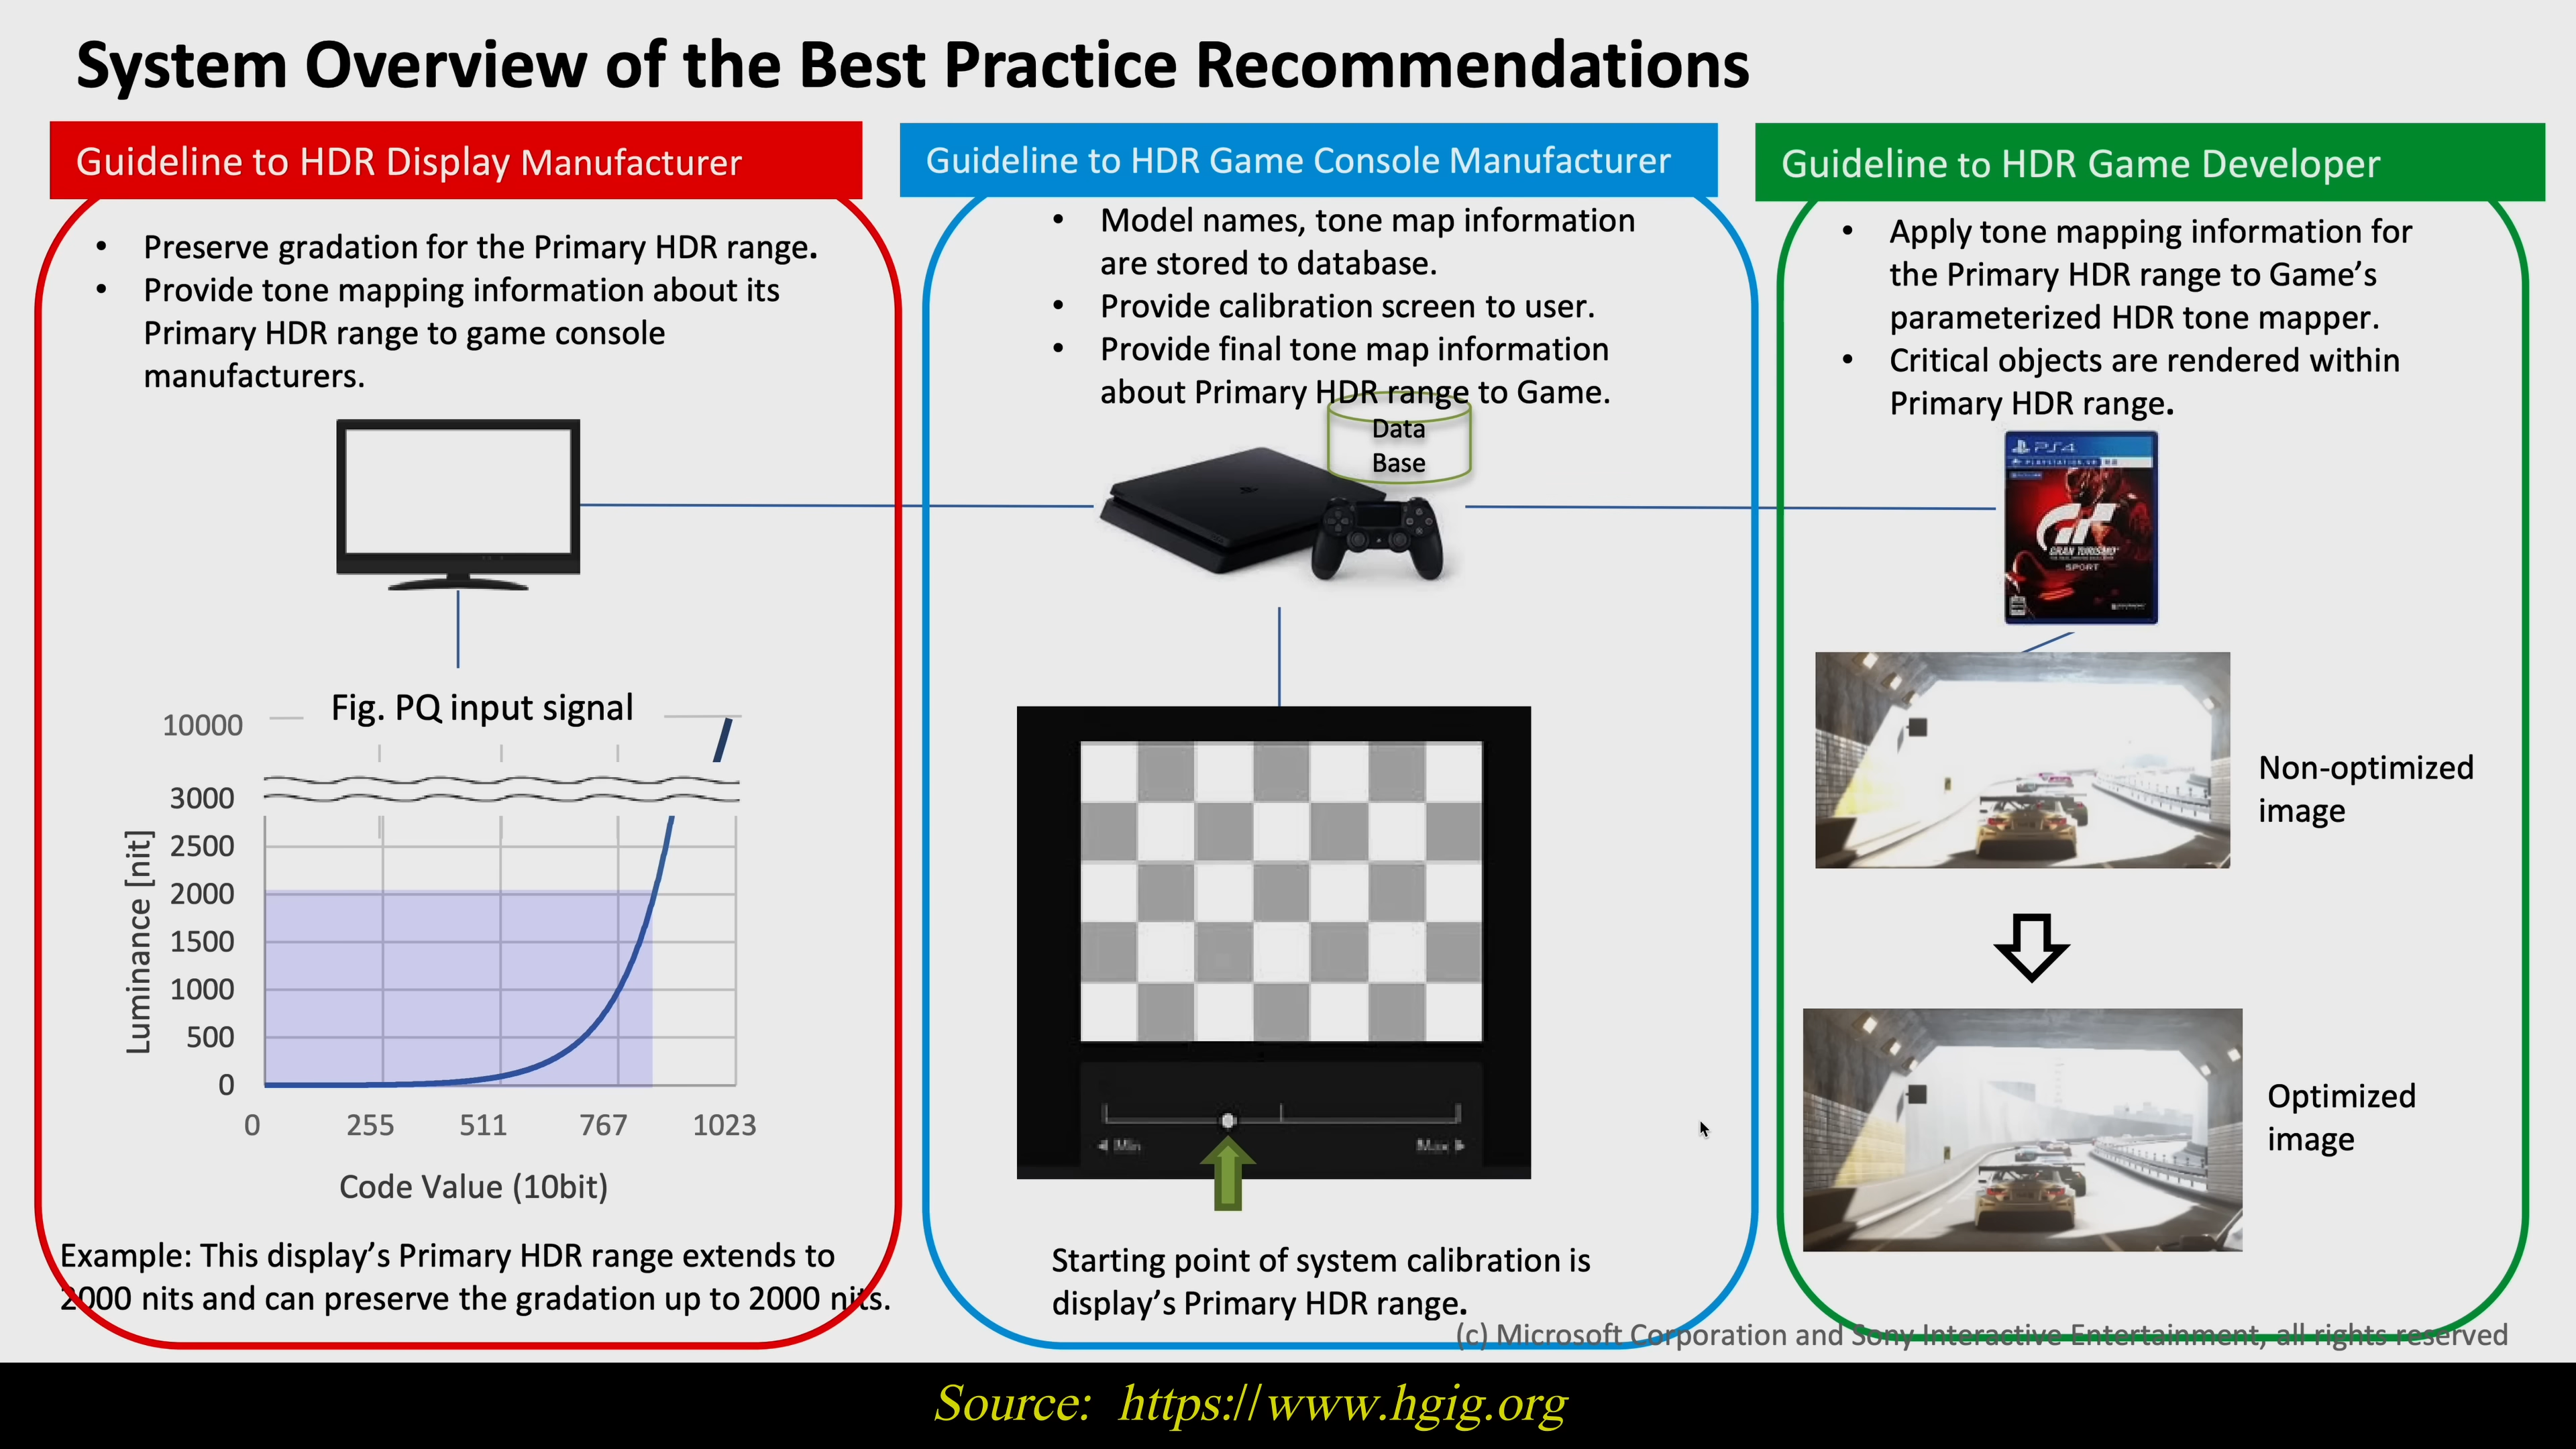 System Overview of the Best Practice Recommendations
Guideline to HDR Display Manufacturer
• Preserve gradation for the Primary HDR range.
• Provide tone mapping information about its
Primary HDR range to game console
manufacturers.
Fig. PQ input signal
10000
3000
2500
2000
1500
1000
500
0
Luminance [nit]
0 255 511 767 1023
Code Value (10bit)
Example: This display's Primary HDR range extends to
2000 nits and can preserve the gradation up to 2000 nits.
Guideline to HDR Game Console Manufacturer
• Model names, tone map information
are stored to database.
• Provide calibration screen to user.
• Provide final tone map information
about Primary HDR range to Game.
Data
Base
Min Max
Starting point of system calibration is
display's Primary HDR range.
Guideline to HDR Game Developer
• Apply tone mapping information for
the Primary HDR range to Game's
parameterized HDR tone mapper.
• Critical objects are rendered within
Primary HDR range.
PS4
GT
GRAN TURISMO
SPORT
Non-optimized
image
Optimized
image
(c) Microsoft Corporation and Sony Interactive Entertainment, all rights reserved
Source: https://www.hgig.org